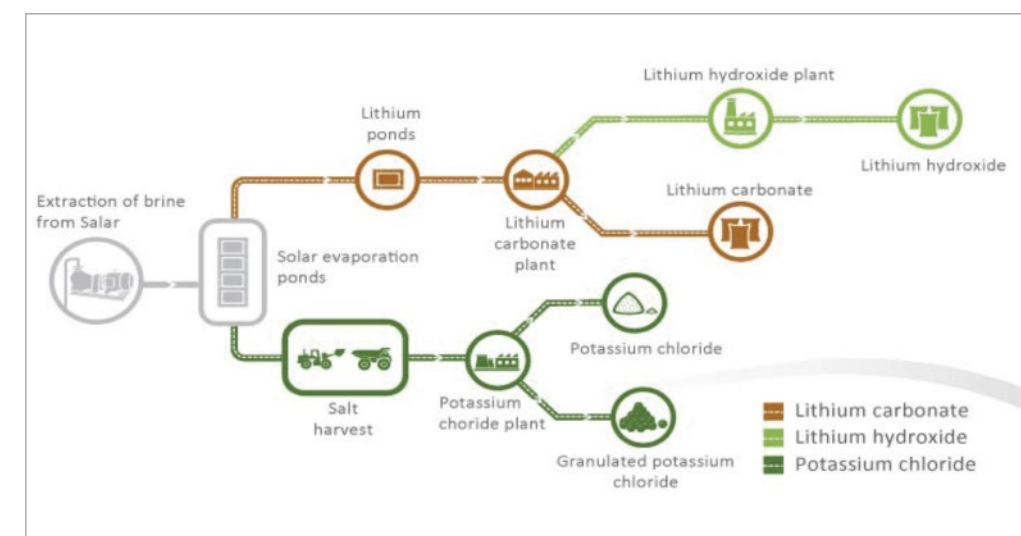 Lithium hydroxide plant
Lithium
ponds
Lithium hydroxide
Lithium carbonate
Extraction of brine
from Salar
Lithium
carbonate
plant
Solar evaporation
ponds
Potassium chloride
Salt
harvest
Potassium
choride plant
Granulated potassium
chloride
Lithium carbonate
Lithium hydroxide
Potassium chloride